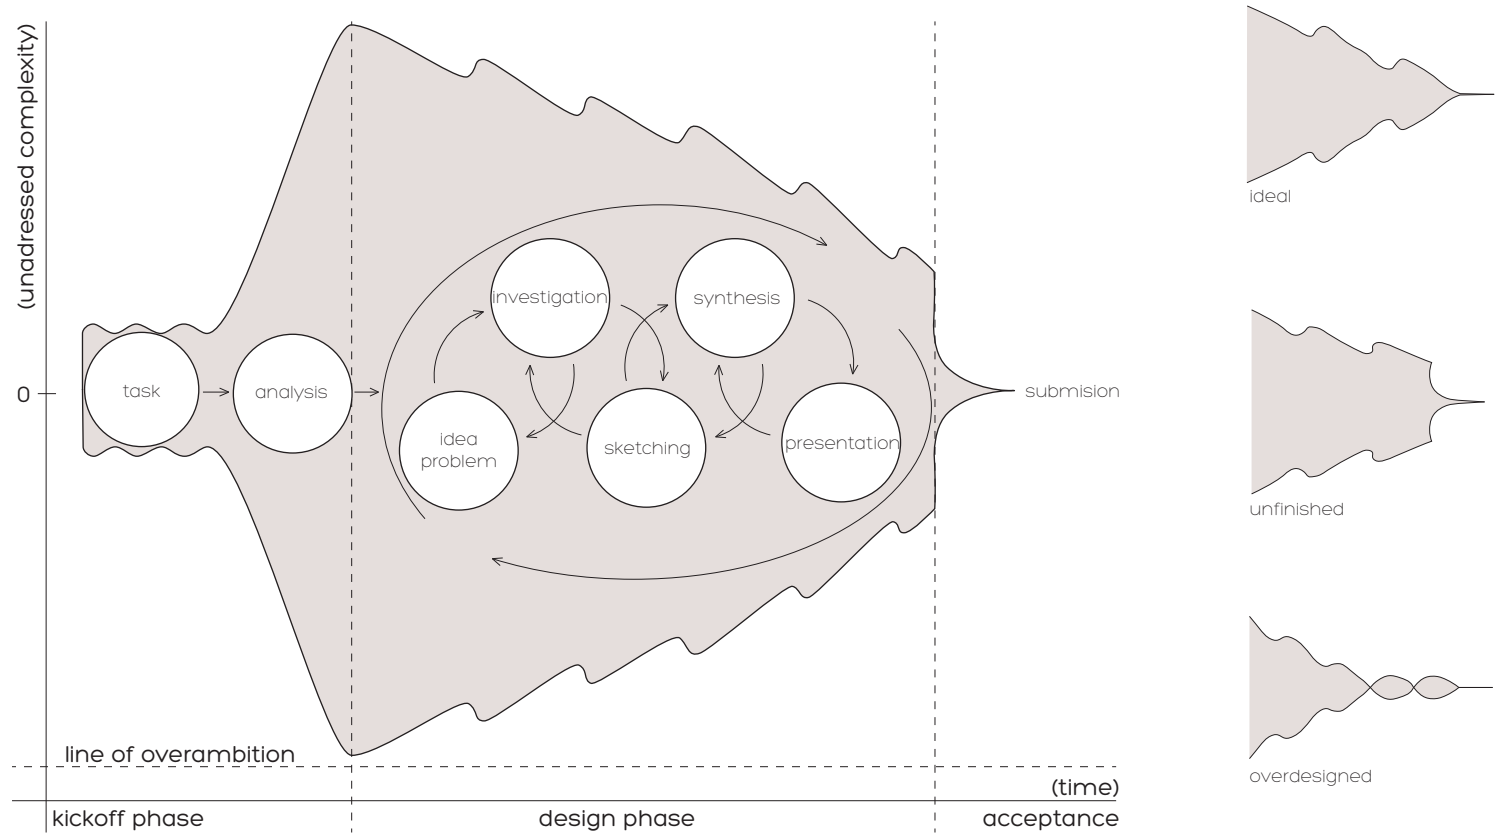 (unadressed complexity)
0
task
analysis
investigation
synthesis
idea
problem
sketching
presentation
submision
line of overambition
(time)
kickoff phase
design phase
acceptance
ideal
unfinished
overdesigned